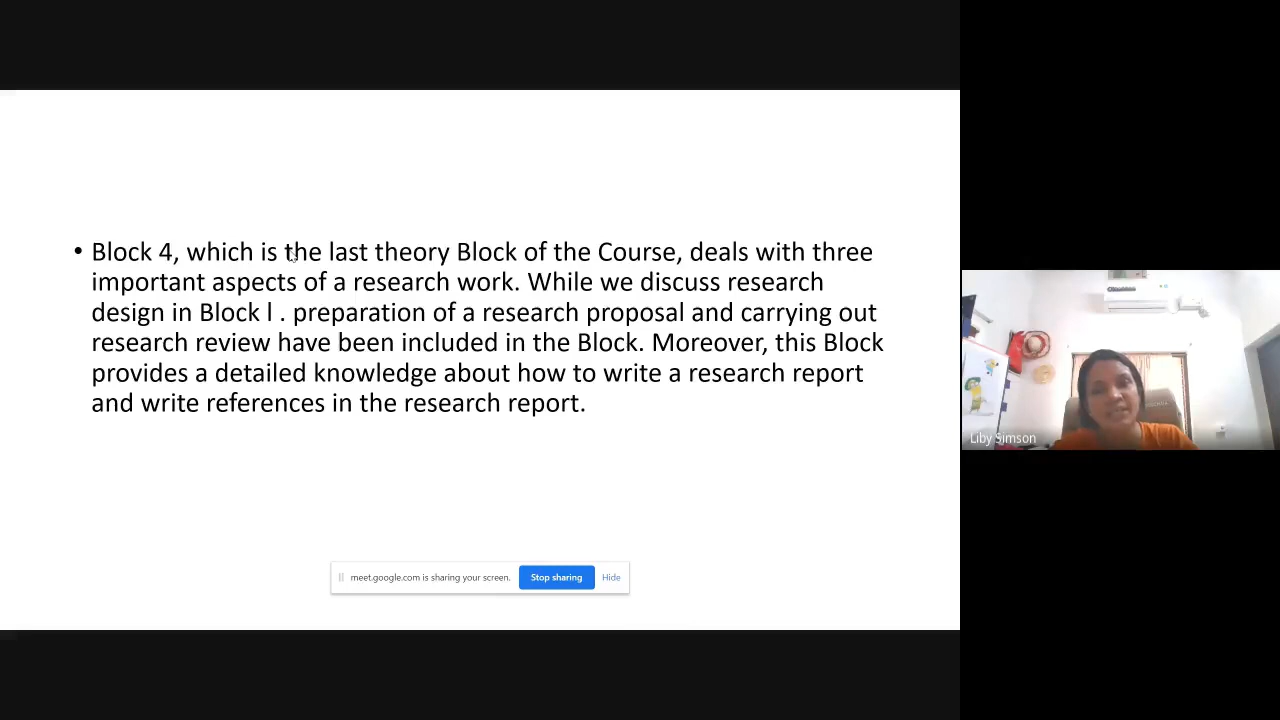 • Block 4, which is the last theory Block of the Course, deals with three
important aspects of a research work. While we discuss research
design in Block l . preparation of a research proposal and carrying out
research review have been included in the Block. Moreover, this Block
provides a detailed knowledge about how to write a research report
and write references in the research report.
meet.google.com is sharing your screen. Stop sharing Hide
Liby Simson